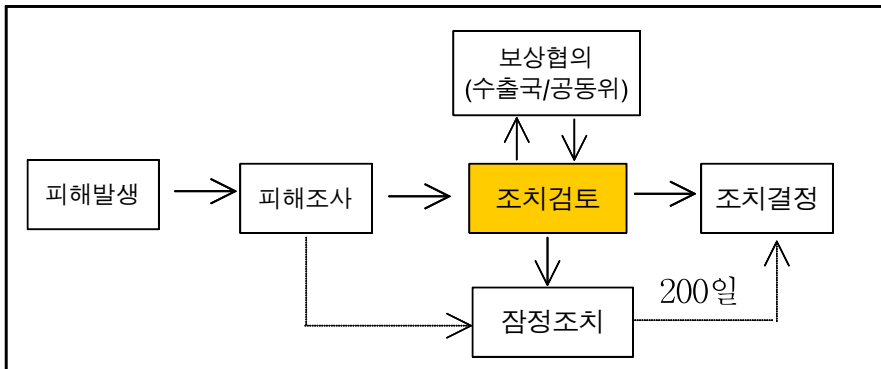 보상협의
(수출국/공동위)
피해발생
피해조사
조치검토
조치결정
200일
잠정조치